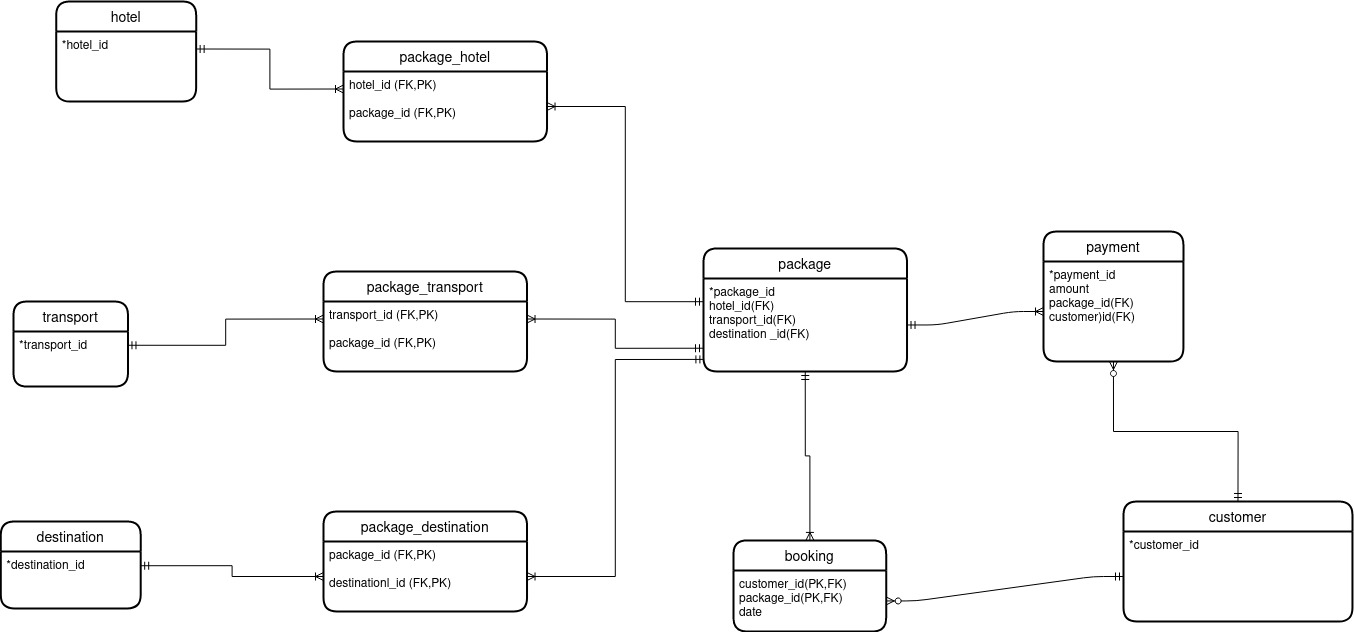 hotel
*hotel_id
package_hotel
hotel_id (FK,PK)
package_id (FK,PK)
transport
*transport_id
package_transport
transport_id (FK,PK)
package_id (FK,PK)
package
*package_id
hotel_id(FK)
transport_id(FK)
destination _id(FK)
payment
*payment_id
amount
package_id(FK)
customer)id(FK)
destination
*destination_id
package_destination
package_id (FK,PK)
destinationl_id (FK,PK)
booking
customer_id(PK,FK)
package_id(PK,FK)
date
customer
*customer_id